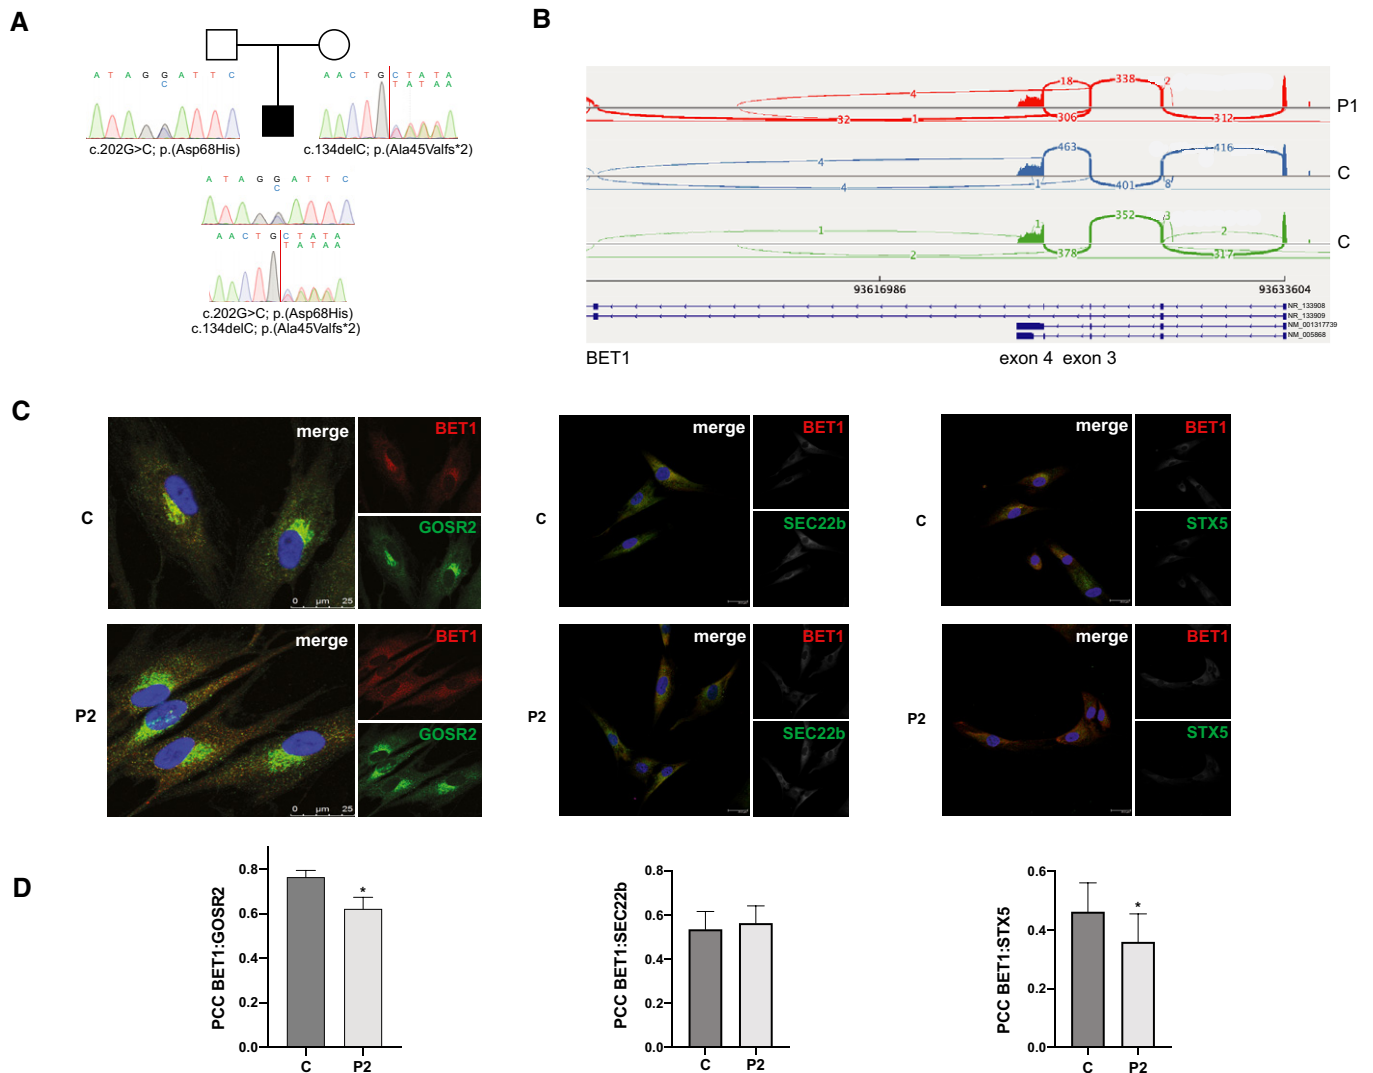 A
A T A G G A T T C
C
A A C T G C T A T A
T A T A A
c.202G>C; p.(Asp68His)
c.134delC; p.(Ala45Valfs*2)
A T A G G A T T C
C
A A C T G C T A T A
T A T A A
c.202G>C; p.(Asp68His)
c.134delC; p.(Ala45Valfs*2)
B
4 18 338 2
32 1 306 312
P1
4 463 416
4 1 401 8
C
1 1 352 3 2
2 378 317
C
93616986 93633604
NR_133908
NR_133909
NM_001317739
NM_005868
BET1 exon 4 exon 3
C
C
merge
BET1
GOSR2
0 µm 25
C
merge
BET1
SEC22b
C
merge
BET1
STX5
P2
merge
BET1
GOSR2
0 µm 25
P2
merge
BET1
SEC22b
P2
merge
BET1
STX5
D
PCC BET1:GOSR2
0.8
0.6
0.4
0.2
0.0
*
C P2
PCC BET1:SEC22b
0.8
0.6
0.4
0.2
0.0
C P2
PCC BET1:STX5
0.6
0.4
0.2
0.0
*
C P2